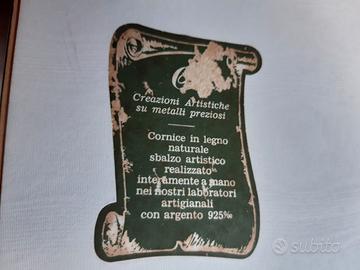 Creazioni Artistiche
su metalli preziosi
Cornice in legno
naturale
sbalzo artistico
realizzato
interamente a mano
nei nostri laboratori
artigianali
con argento 925‰
subito